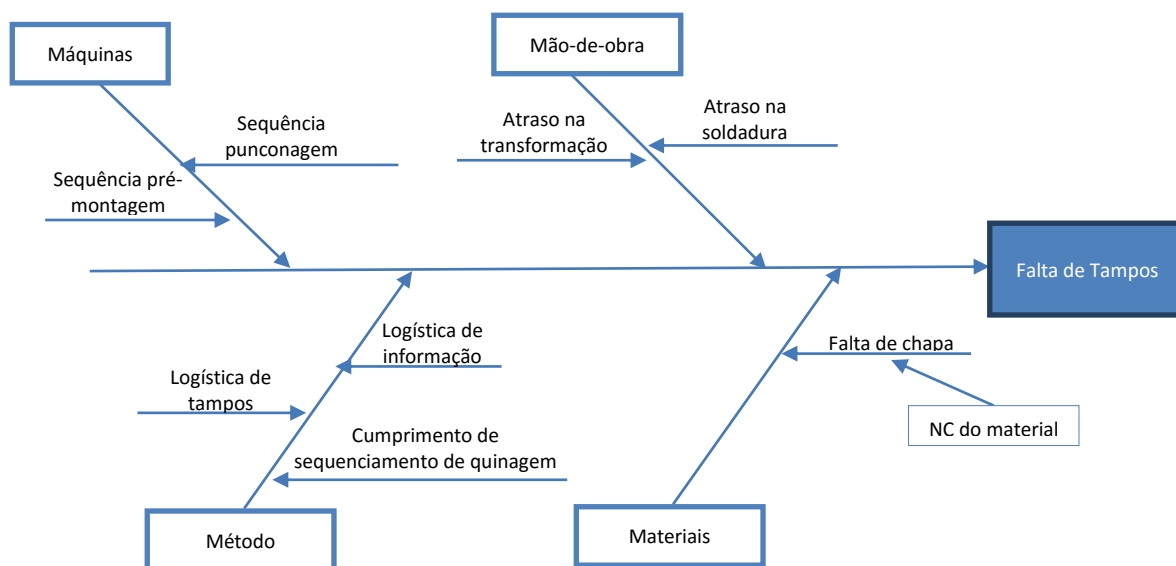 Máquinas
Mão-de-obra
Sequência
punconagem
Sequência pré-
montagem
Atraso na
transformação
Atraso na
soldadura
Falta de Tampos
Logística de
informação
Logística de
tampos
Cumprimento de
sequenciamento de quinagem
Falta de chapa
NC do material
Método
Materiais